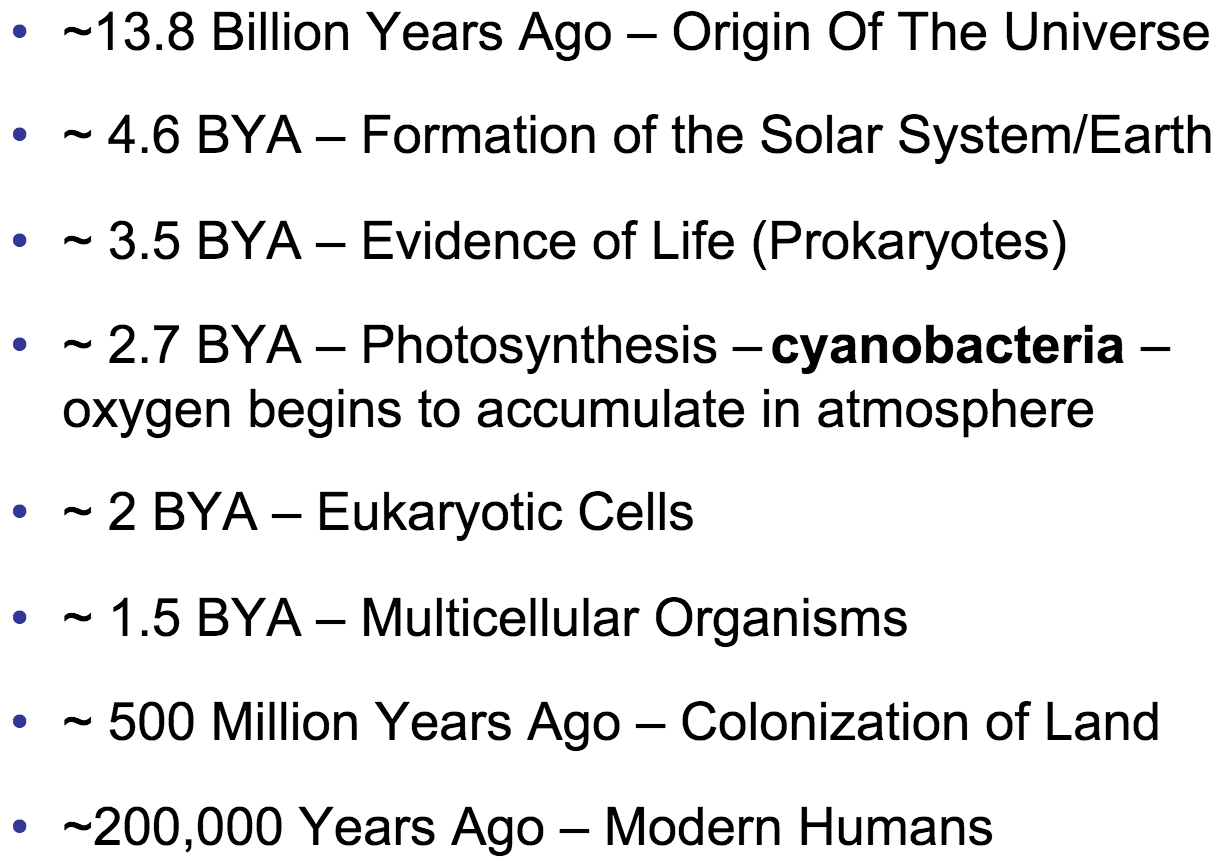 • ~13.8 Billion Years Ago – Origin Of The Universe
• ~ 4.6 BYA – Formation of the Solar System/Earth
• ~ 3.5 BYA – Evidence of Life (Prokaryotes)
• ~ 2.7 BYA – Photosynthesis – cyanobacteria –
oxygen begins to accumulate in atmosphere
• ~ 2 BYA – Eukaryotic Cells
• ~ 1.5 BYA – Multicellular Organisms
• ~ 500 Million Years Ago – Colonization of Land
• ~200,000 Years Ago – Modern Humans